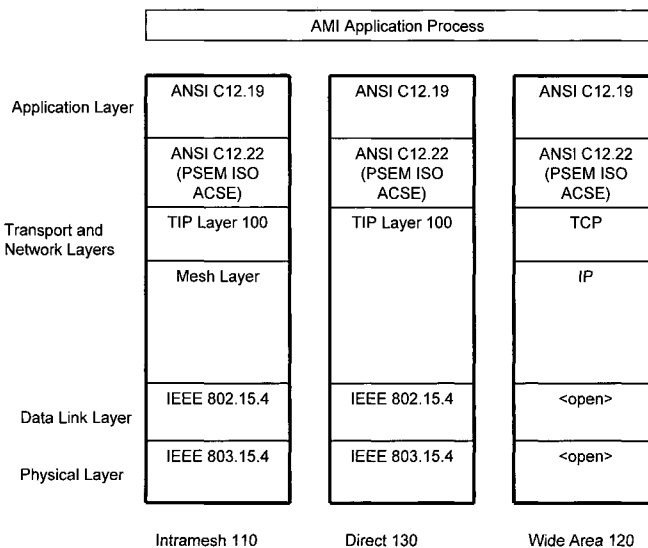 AMI Application Process
Application Layer
ANSI C12.19
ANSI C12.19
ANSI C12.19
ANSI C12.22
(PSEM ISO
ACSE)
ANSI C12.22
(PSEM ISO
ACSE)
ANSI C12.22
(PSEM ISO
ACSE)
Transport and
Network Layers
TIP Layer 100
TIP Layer 100
TCP
Mesh Layer
IP
Data Link Layer
IEEE 802.15.4
IEEE 802.15.4
<open>
Physical Layer
IEEE 803.15.4
IEEE 803.15.4
<open>
Intramesh 110
Direct 130
Wide Area 120